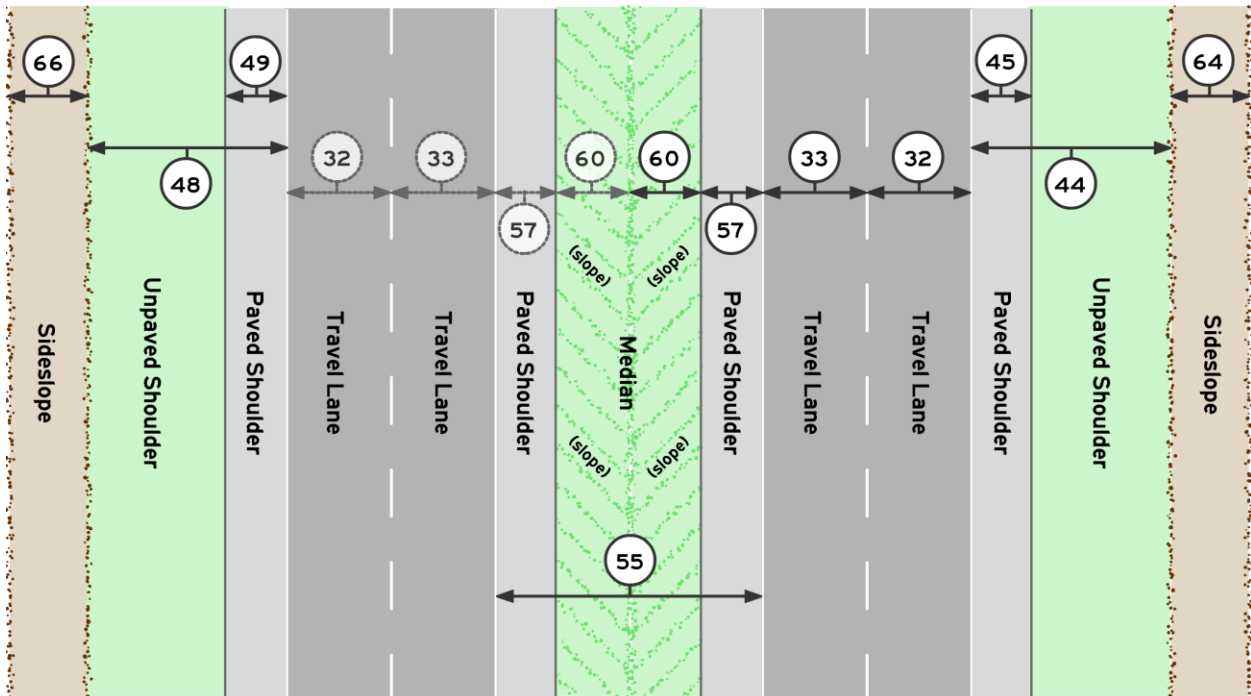 66
49
45
64
32
33
60
60
33
32
48
44
57
57
(slope)
(slope)
Sideslope
Unpaved Shoulder
Paved Shoulder
Travel Lane
Travel Lane
Paved Shoulder
Median
Paved Shoulder
Travel Lane
Travel Lane
Paved Shoulder
Unpaved Shoulder
Sideslope
(slope)
(slope)
55